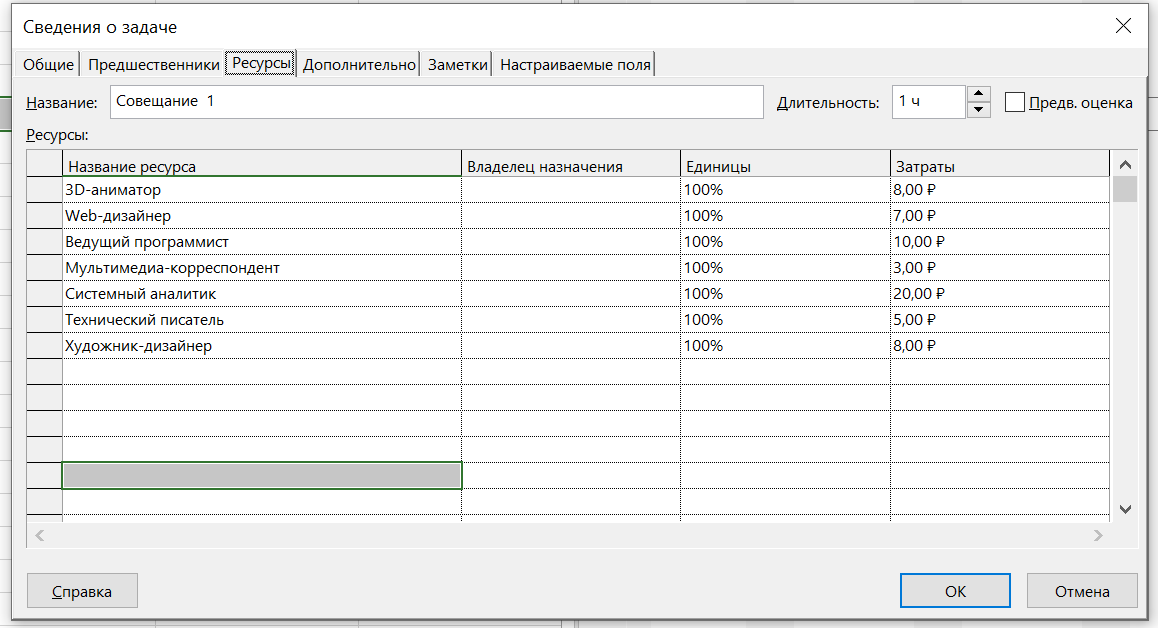 Сведения о задаче
Общие Предшественники Ресурсы Дополнительно Заметки Настраиваемые поля
Название: Совещание 1 Длительность: 1 ч Предв. оценка
Ресурсы:
Название ресурса Владелец назначения Единицы Затраты
3D-аниматор 100% 8,00 ₽
Web-дизайнер 100% 7,00 ₽
Ведущий программист 100% 10,00 ₽
Мультимедиа-корреспондент 100% 3,00 ₽
Системный аналитик 100% 20,00 ₽
Технический писатель 100% 5,00 ₽
Художник-дизайнер 100% 8,00 ₽
Справка ОК Отмена